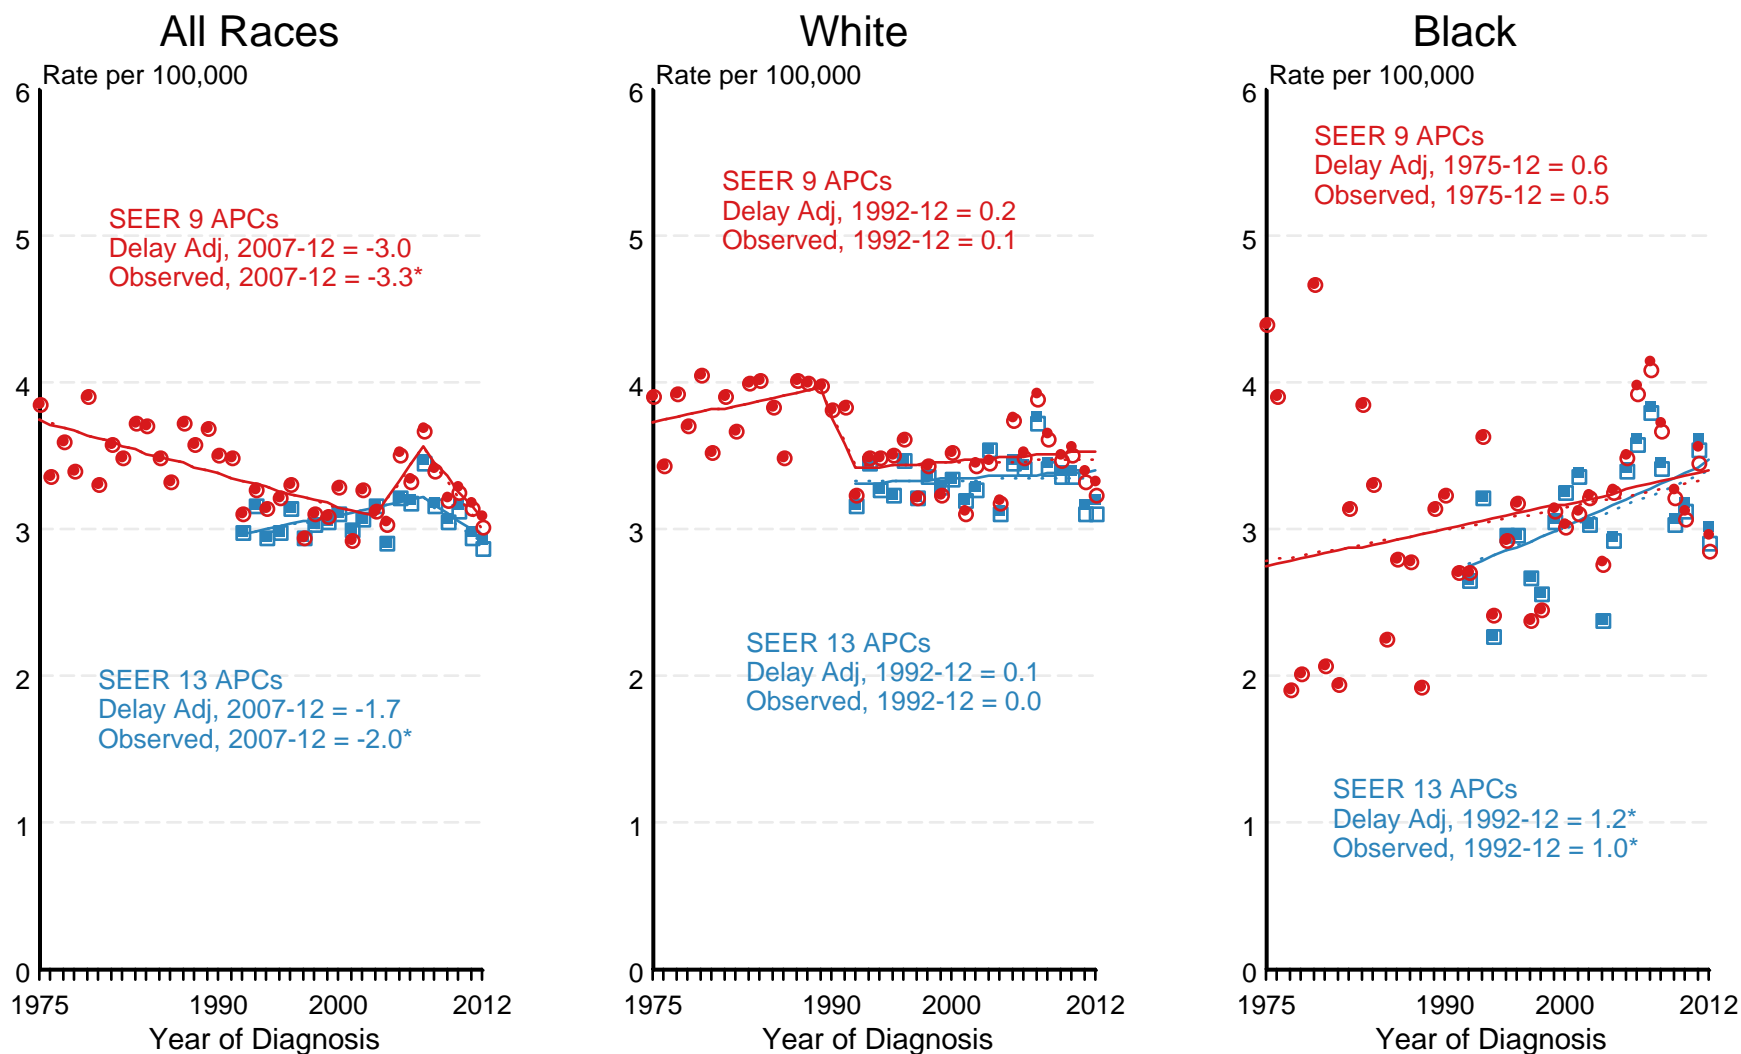 All Races
Rate per 100,000
6
5
4
3
2
1
0
SEER 9 APCs
Delay Adj, 2007-12 = -3.0
Observed, 2007-12 = -3.3*
SEER 13 APCs
Delay Adj, 2007-12 = -1.7
Observed, 2007-12 = -2.0*
1975 1990 2000 2012
Year of Diagnosis
White
Rate per 100,000
6
5
4
3
2
1
0
SEER 9 APCs
Delay Adj, 1992-12 = 0.2
Observed, 1992-12 = 0.1
SEER 13 APCs
Delay Adj, 1992-12 = 0.1
Observed, 1992-12 = 0.0
1975 1990 2000 2012
Year of Diagnosis
Black
Rate per 100,000
6
5
4
3
2
1
0
SEER 9 APCs
Delay Adj, 1975-12 = 0.6
Observed, 1975-12 = 0.5
SEER 13 APCs
Delay Adj, 1992-12 = 1.2*
Observed, 1992-12 = 1.0*
1975 1990 2000 2012
Year of Diagnosis